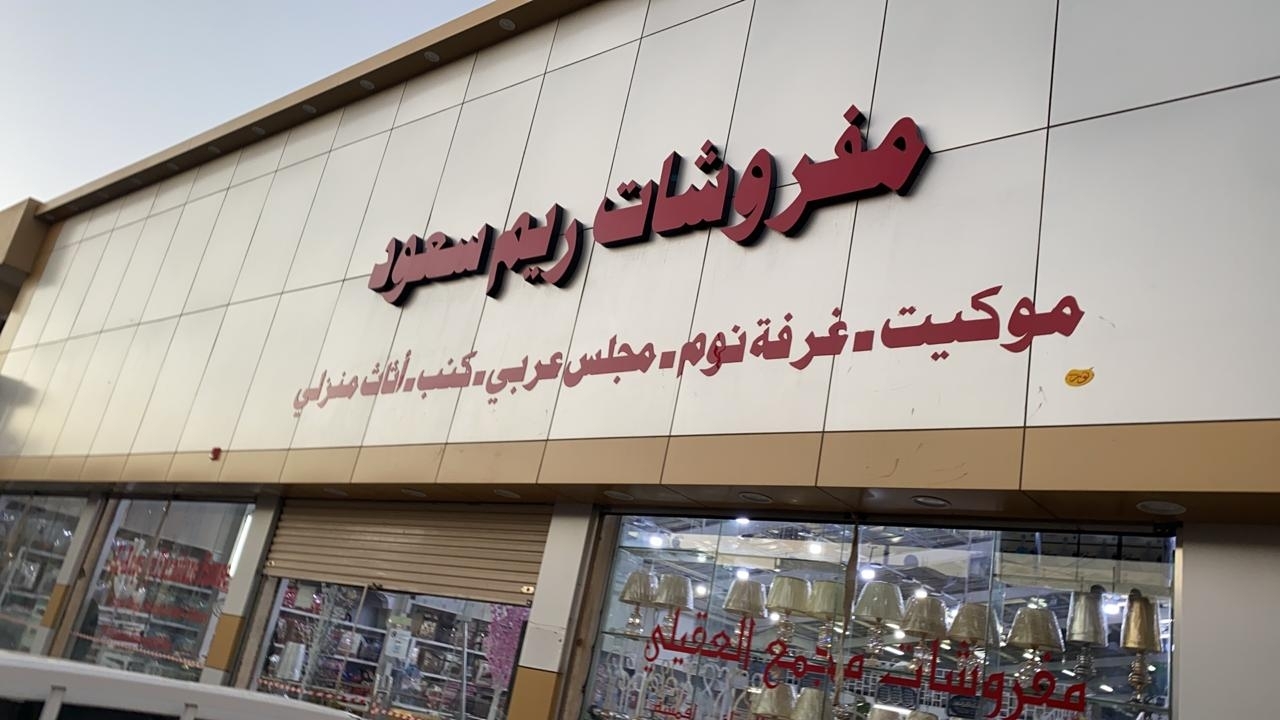 مفروشات ريم سعود
موكيت - غرفة نوم - مجلس عربي - كنب - أثاث منزلي
مفروشات مجمع العقيلي